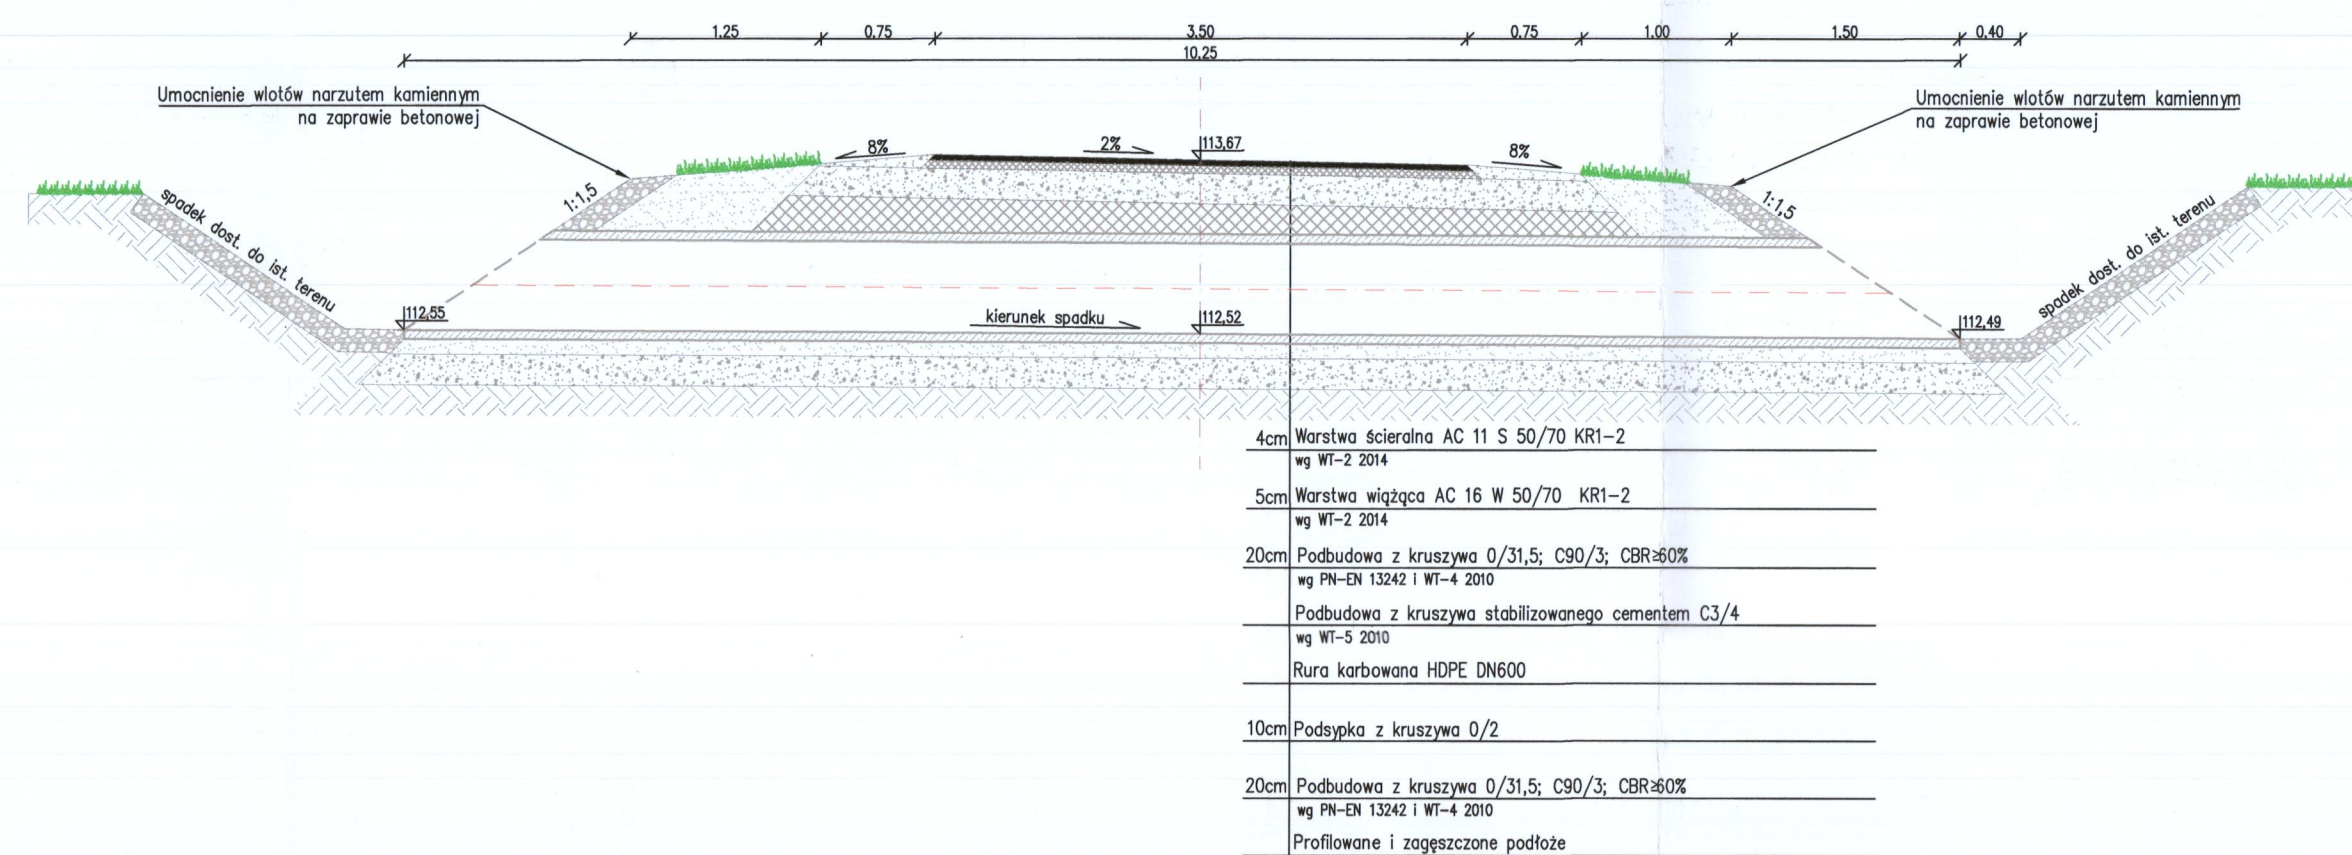 1.25 0.75 3.50 0.75 1.00 1.50 0.40
10,25
Umocnienie wlotów narzutem kamiennym
na zaprawie betonowej
Umocnienie wlotów narzutem kamiennym
na zaprawie betonowej
8% 2% 113,67 8%
1:1,5
1:1,5
spadek dost. do ist. terenu
spadek dost. do ist. terenu
112,55
kierunek spadku
112,52
112,49
4cm Warstwa ścieralna AC 11 S 50/70 KR1-2
wg WT-2 2014
5cm Warstwa wiążąca AC 16 W 50/70 KR1-2
wg WT-2 2014
20cm Podbudowa z kruszywa 0/31,5; C90/3; CBR≥60%
wg PN-EN 13242 i WT-4 2010
Podbudowa z kruszywa stabilizowanego cementem C3/4
wg WT-5 2010
Rura karbowana HDPE DN600
10cm Podsypka z kruszywa 0/2
20cm Podbudowa z kruszywa 0/31,5; C90/3; CBR≥60%
wg PN-EN 13242 i WT-4 2010
Profilowane i zagęszczone podłoże